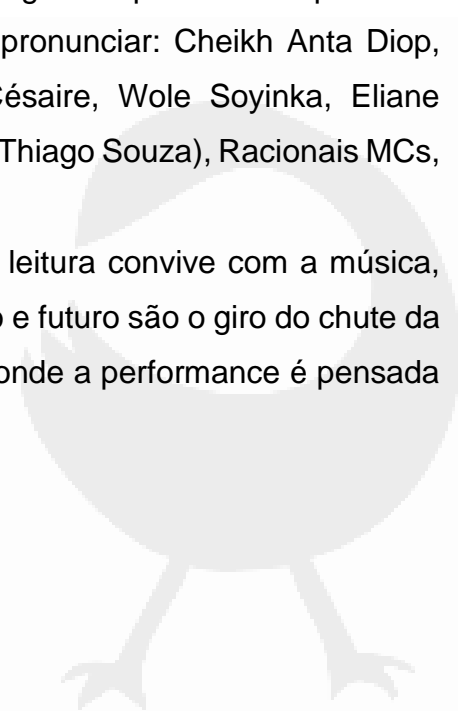 pronunciar: Cheikh Anta Diop,
Wole Soyinka, Eliane
Thiago Souza), Racionais MCs,
leitura convive com a música,
e futuro são o giro do chute da
onde a performance é pensada